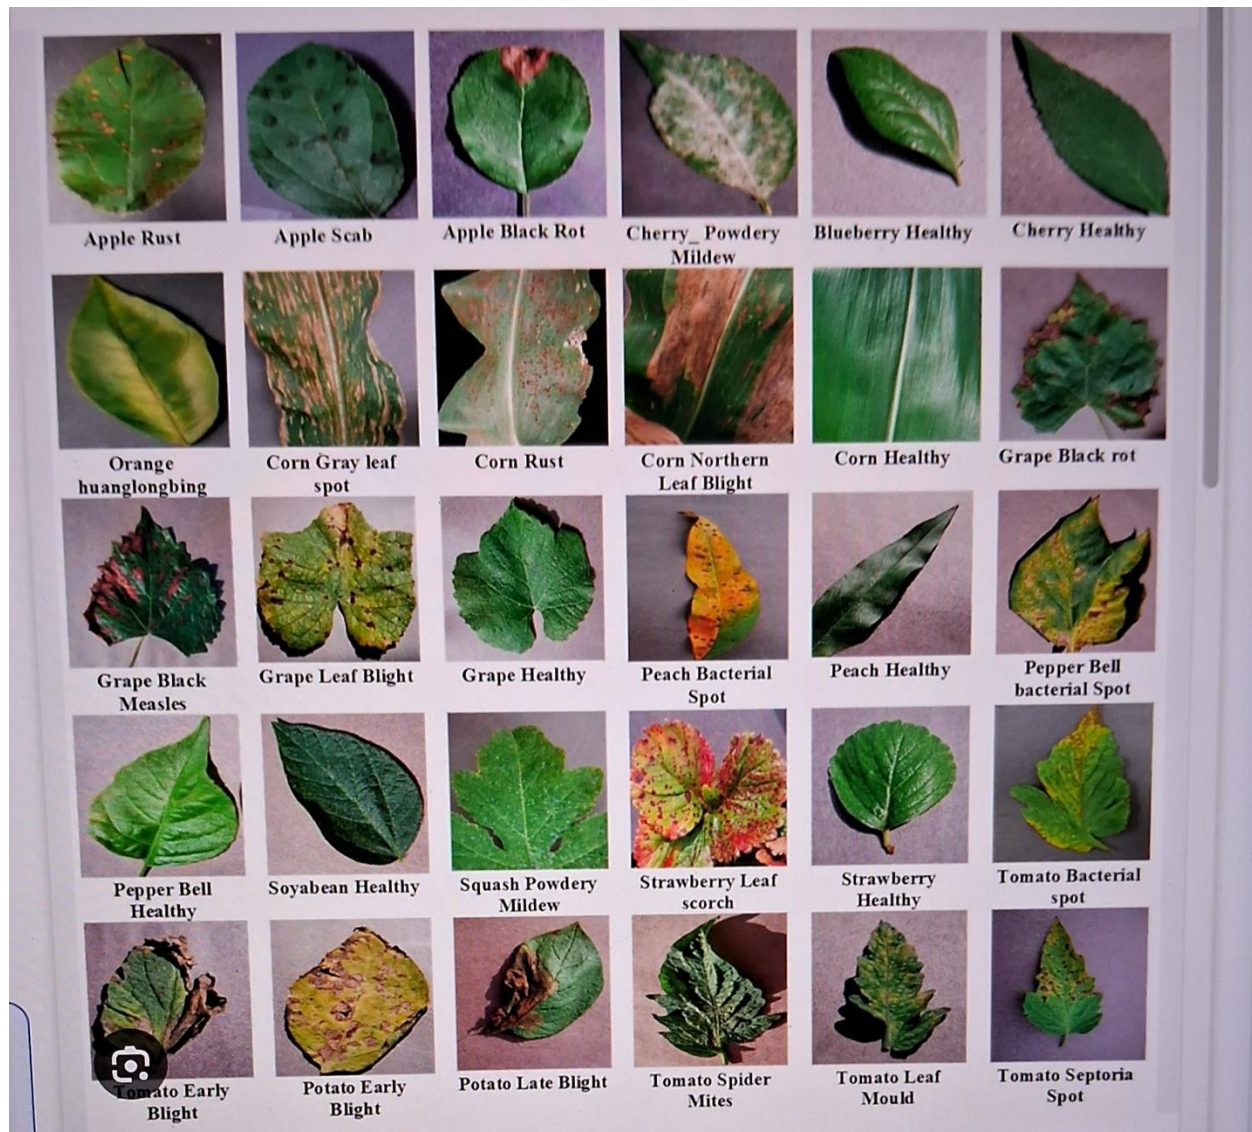 Apple Rust
Apple Scab
Apple Black Rot
Cherry_ Powdery
Mildew
Blueberry Healthy
Cherry Healthy
Orange
huanglongbing
Corn Gray leaf
spot
Corn Rust
Corn Northern
Leaf Blight
Corn Healthy
Grape Black rot
Grape Black
Measles
Grape Leaf Blight
Grape Healthy
Peach Bacterial
Spot
Peach Healthy
Pepper Bell
bacterial Spot
Pepper Bell
Healthy
Soyabean Healthy
Squash Powdery
Mildew
Strawberry Leaf
scorch
Strawberry
Healthy
Tomato Bacterial
spot
Tomato Early
Blight
Potato Early
Blight
Potato Late Blight
Tomato Spider
Mites
Tomato Leaf
Mould
Tomato Septoria
Spot